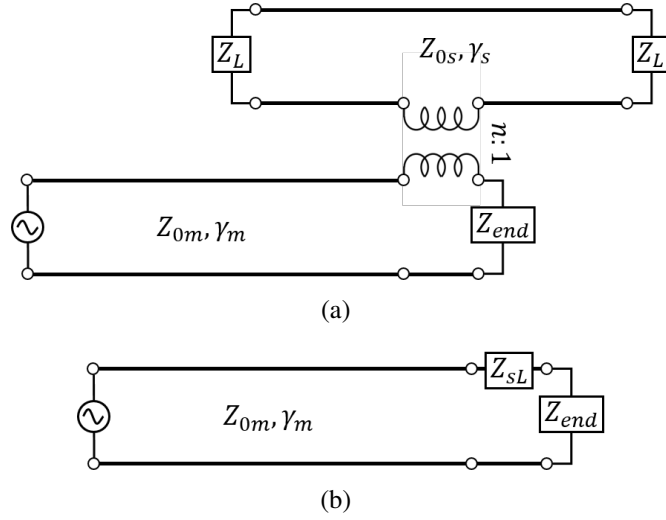 Z_L
Z_{0s}, γ_s
Z_L
n: 1
Z_{0m}, γ_m
Z_{end}
(a)
Z_{sL}
Z_{0m}, γ_m
Z_{end}
(b)